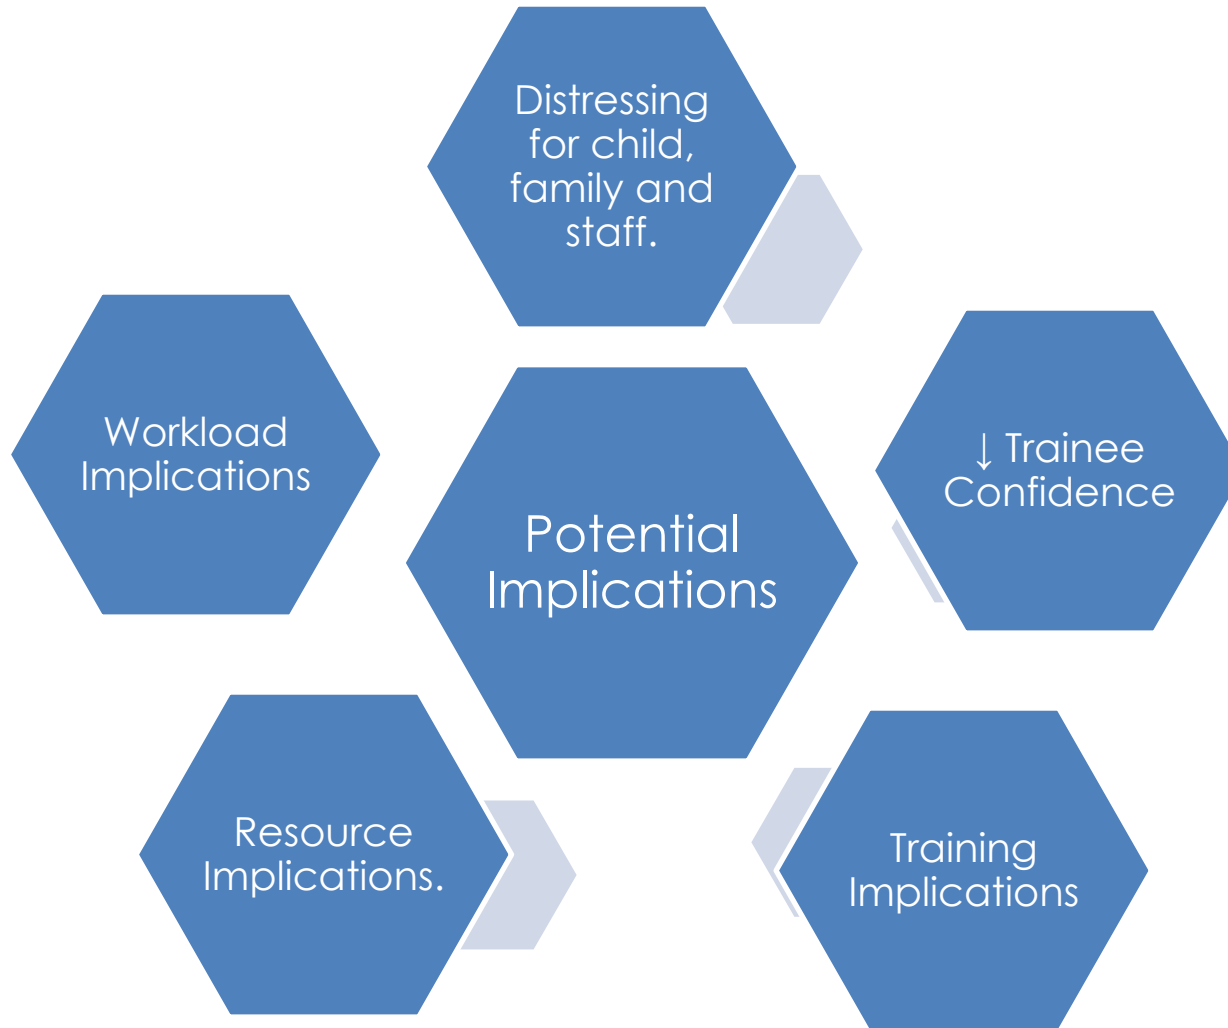 Distressing
for child,
family and
staff.
Workload
Implications
↓ Trainee
Confidence
Potential
Implications
Resource
Implications.
Training
Implications